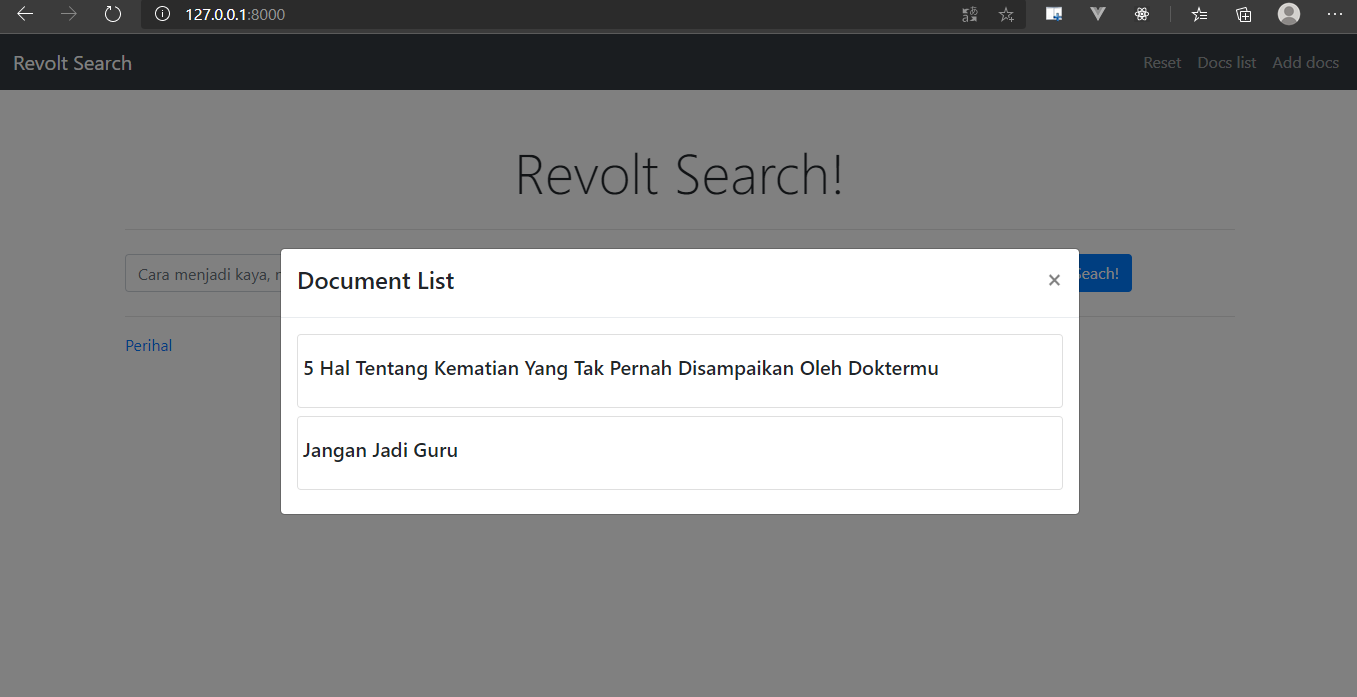 127.0.0.1:8000
Revolt Search
Reset Docs list Add docs
Revolt Search!
Cara menjadi kaya,
Document List ×
5 Hal Tentang Kematian Yang Tak Pernah Disampaikan Oleh Doktermu
Jangan Jadi Guru
Perihal